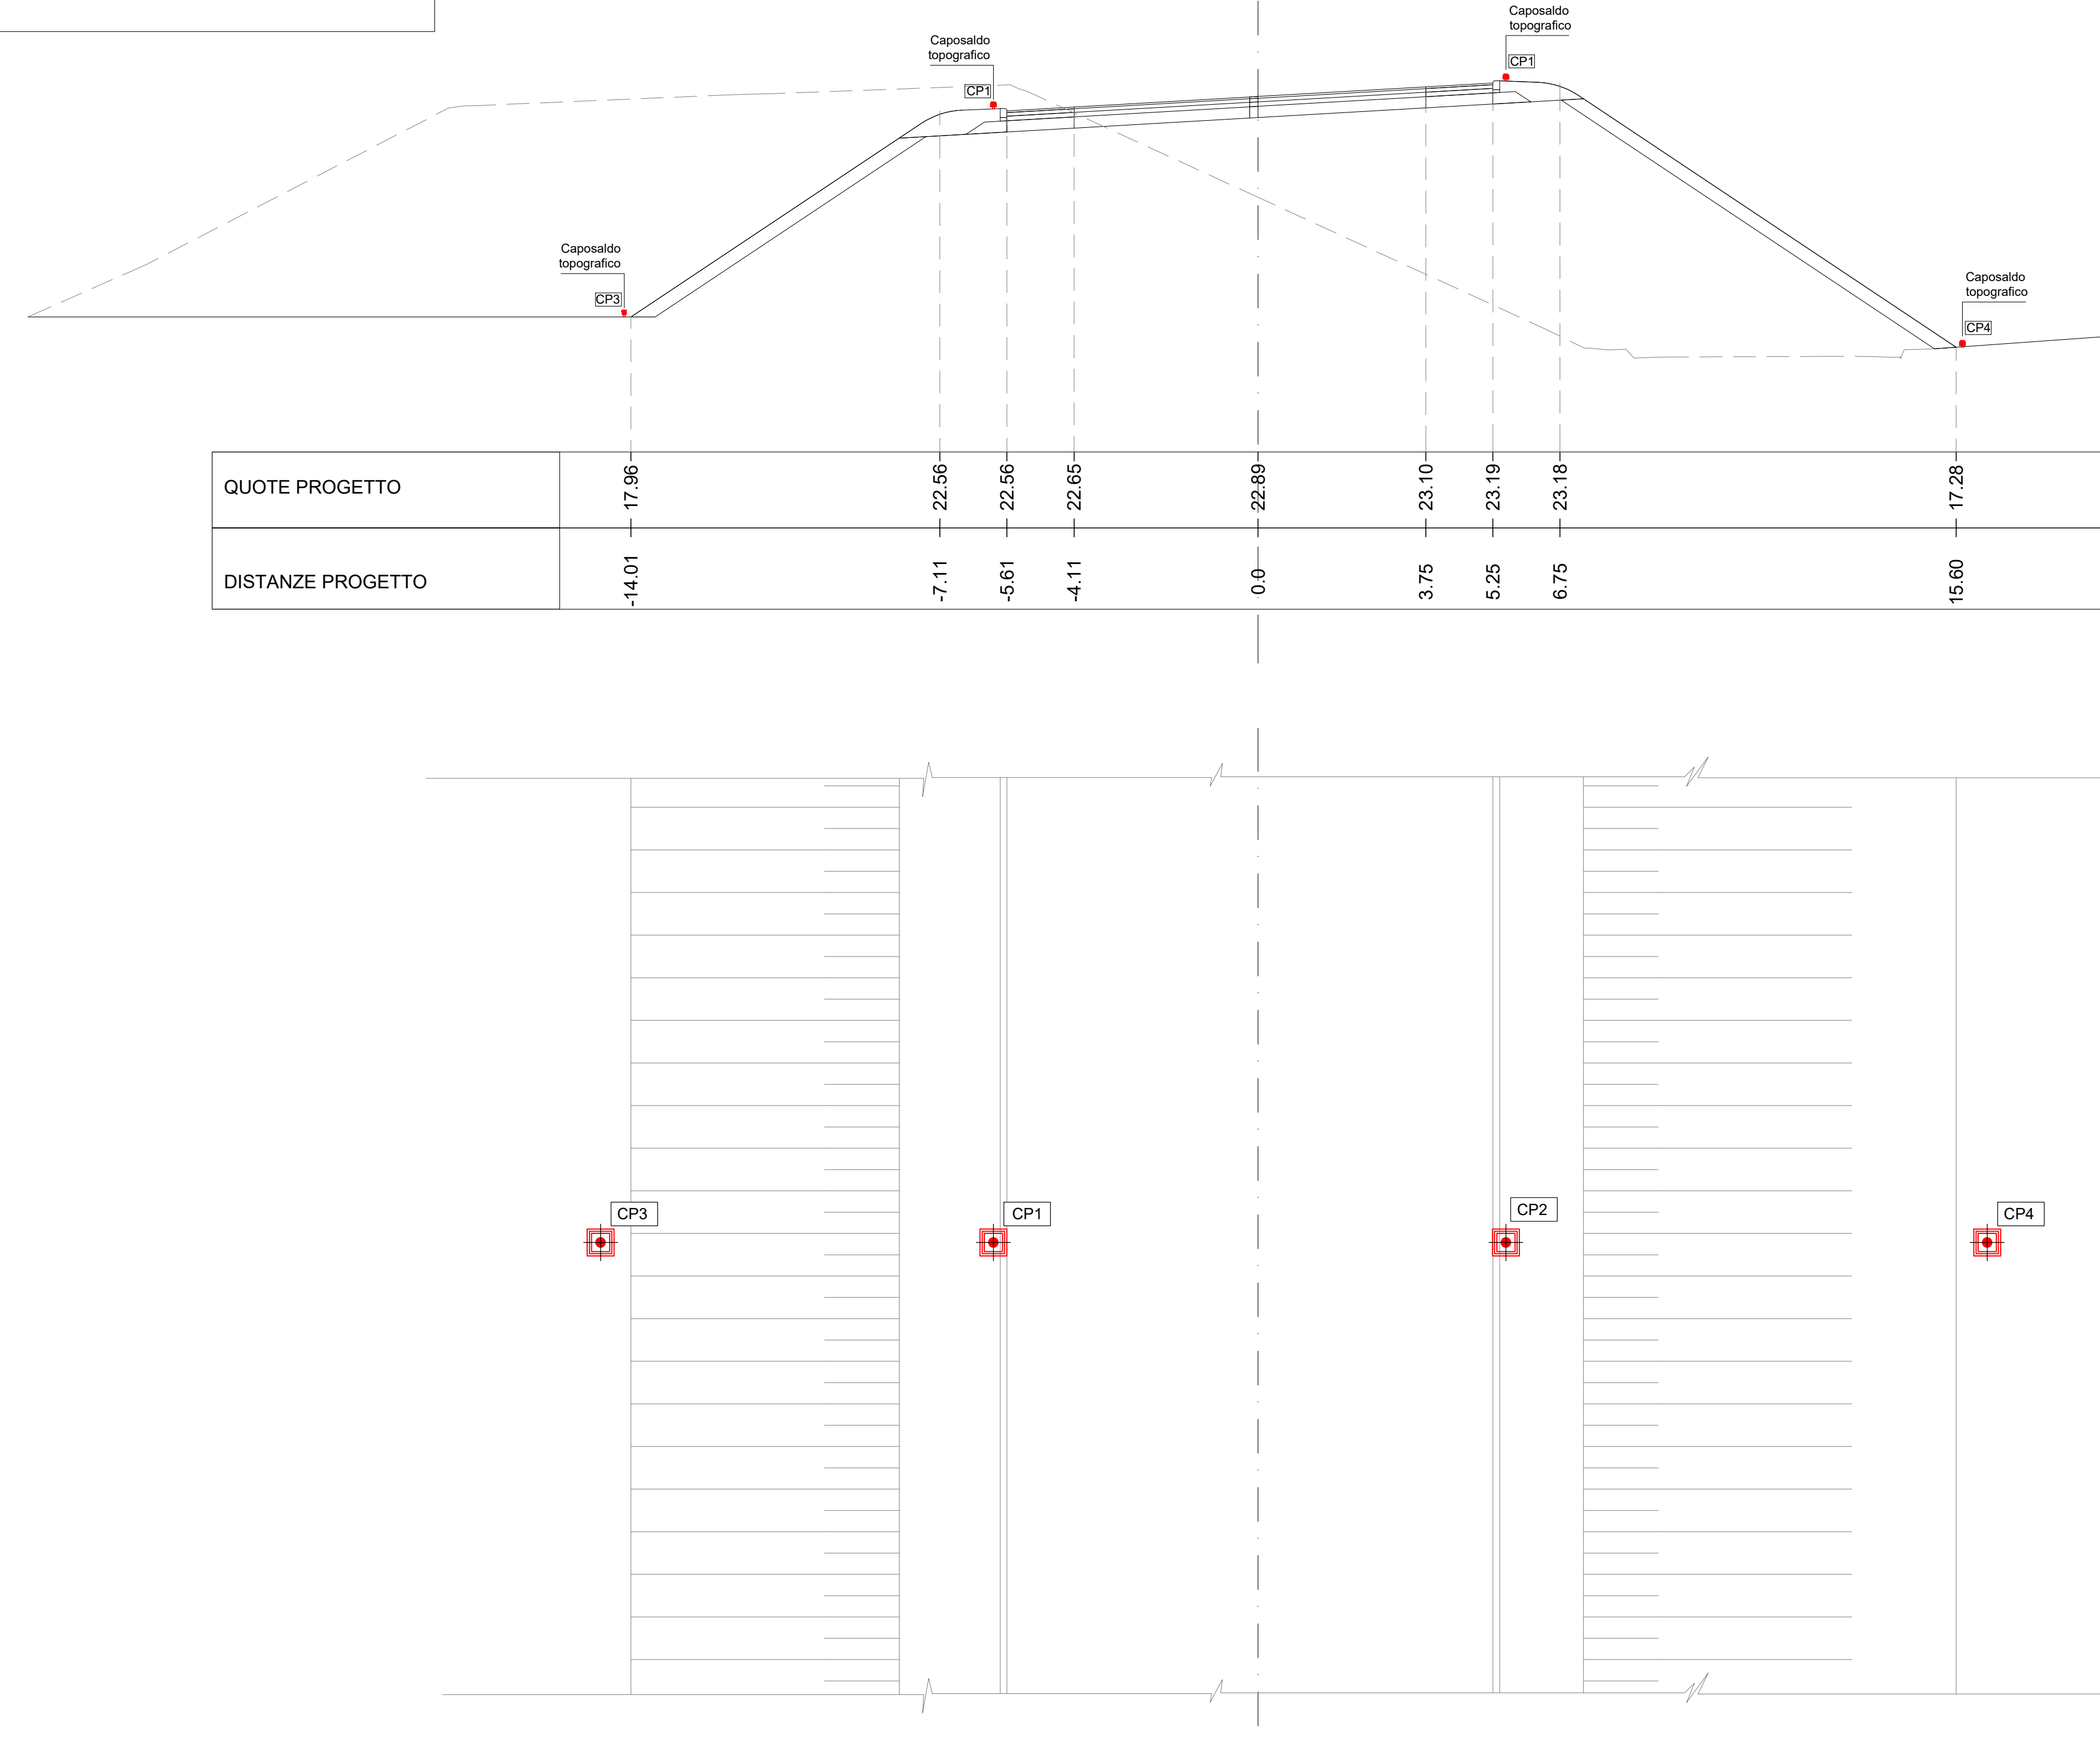 Caposaldo
topografico
CP1
Caposaldo
topografico
CP1
Caposaldo
topografico
CP3
Caposaldo
topografico
CP4
QUOTE PROGETTO 17.96 22.56 22.56 22.65 22.89 23.10 23.19 23.18 17.28
DISTANZE PROGETTO -14.01 -7.11 -5.61 -4.11 0.0 3.75 5.25 6.75 15.60
CP3 CP1 CP2 CP4